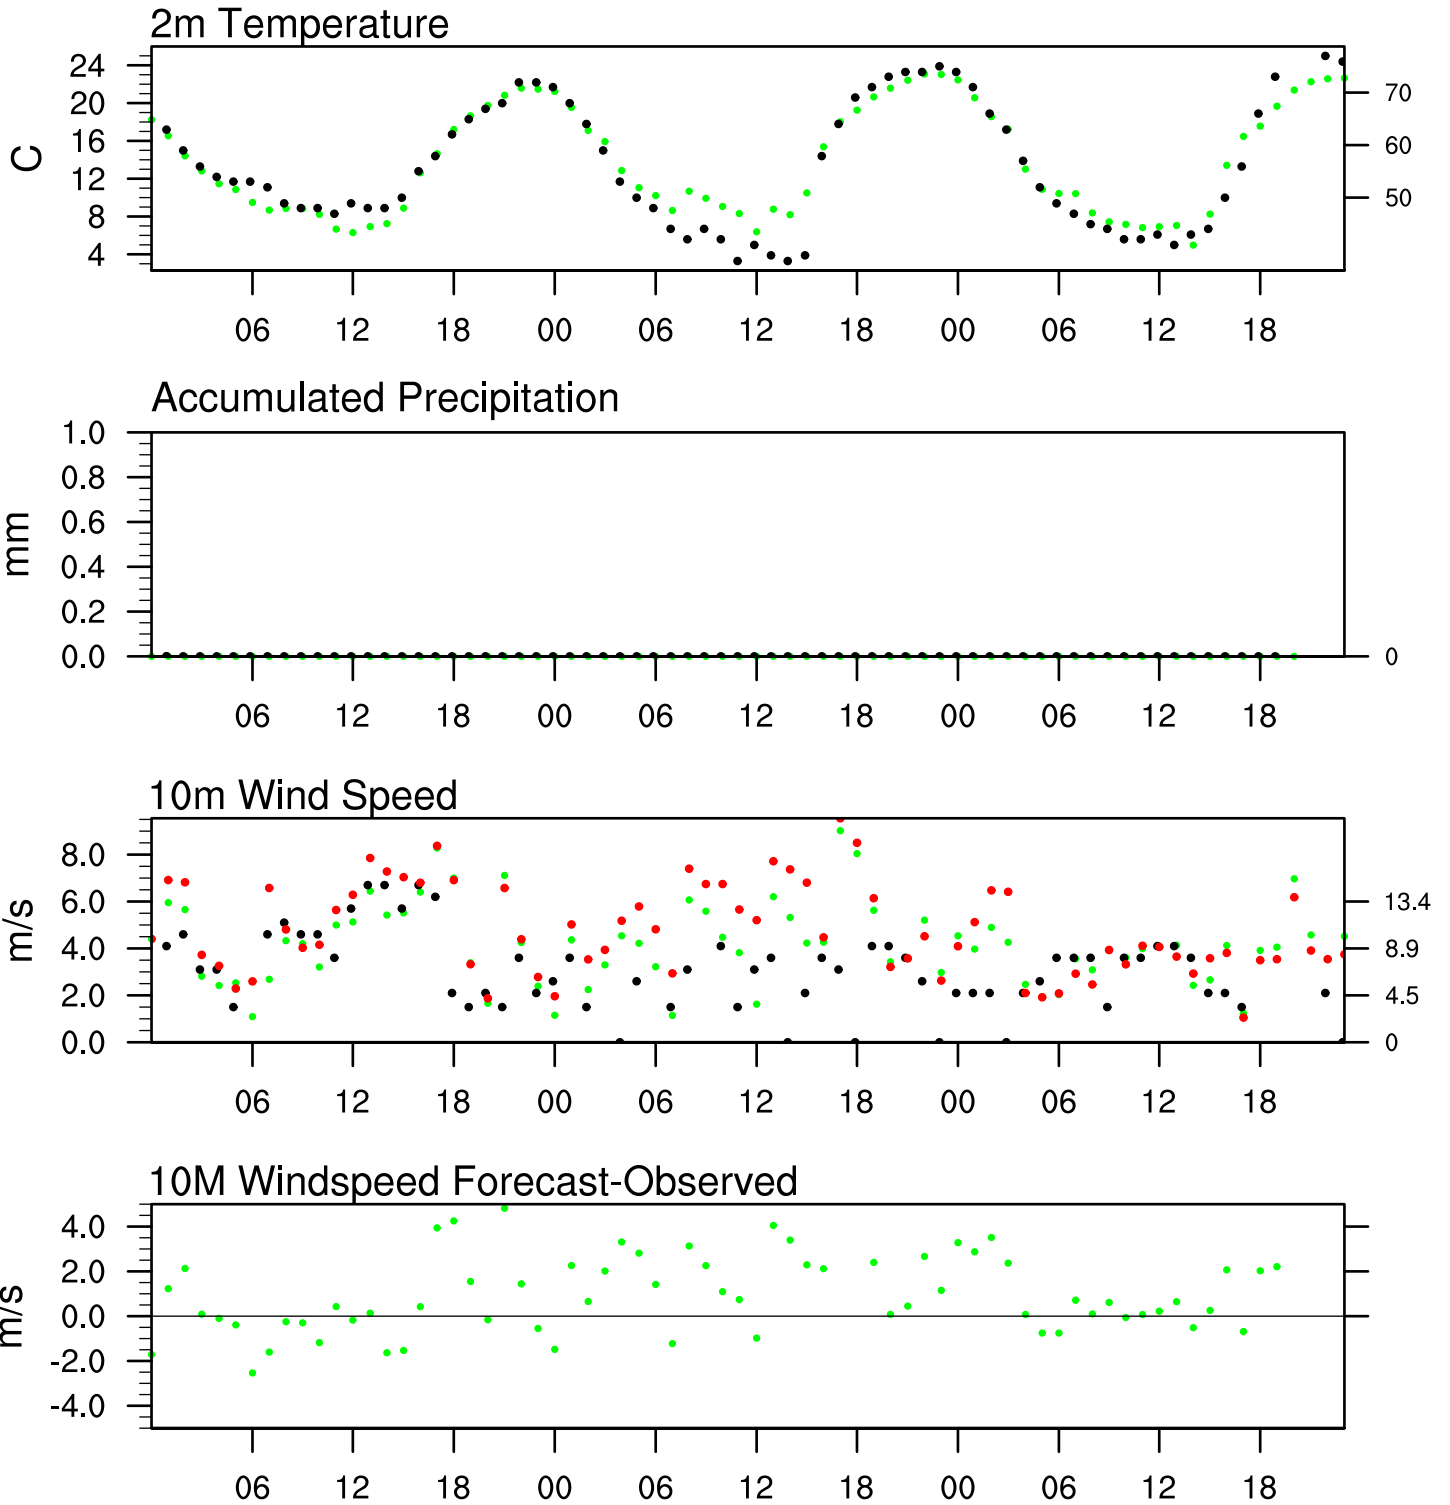 2m Temperature
24
20
16
12
8
4
C
70
60
50
06 12 18 00 06 12 18 00 06 12 18
Accumulated Precipitation
1.0
0.8
0.6
0.4
0.2
0.0
mm
0
06 12 18 00 06 12 18 00 06 12 18
10m Wind Speed
8.0
6.0
4.0
2.0
0.0
m/s
13.4
8.9
4.5
0
06 12 18 00 06 12 18 00 06 12 18
10M Windspeed Forecast-Observed
4.0
2.0
0.0
-2.0
-4.0
m/s
06 12 18 00 06 12 18 00 06 12 18